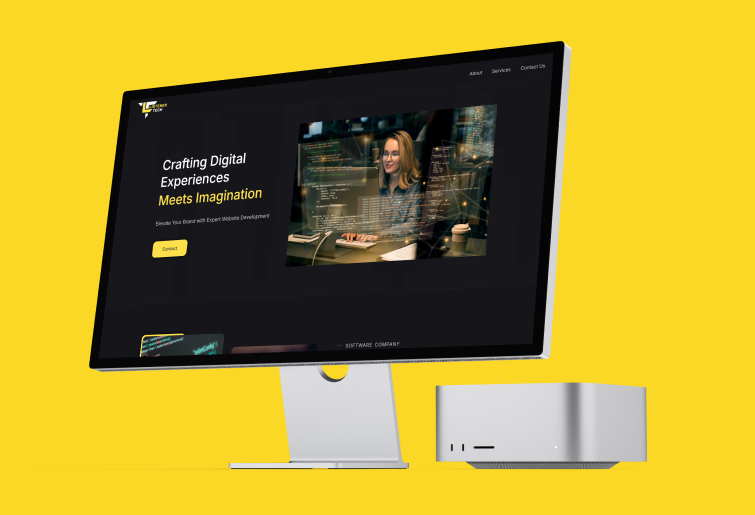 About Services Contact Us
TECH
Crafting Digital
Experiences
Meets Imagination
Elevate Your Brand with Expert Website Development
Contact
SOFTWARE COMPANY